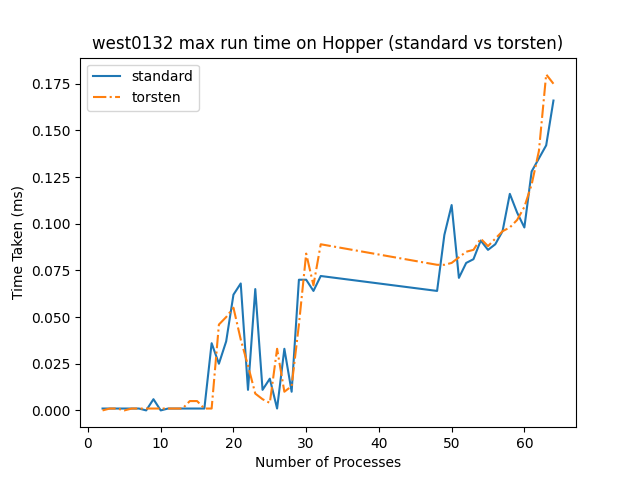 west0132 max run time on Hopper (standard vs torsten)
standard
torsten
Time Taken (ms)
0.175
0.150
0.125
0.100
0.075
0.050
0.025
0.000
0 10 20 30 40 50 60
Number of Processes